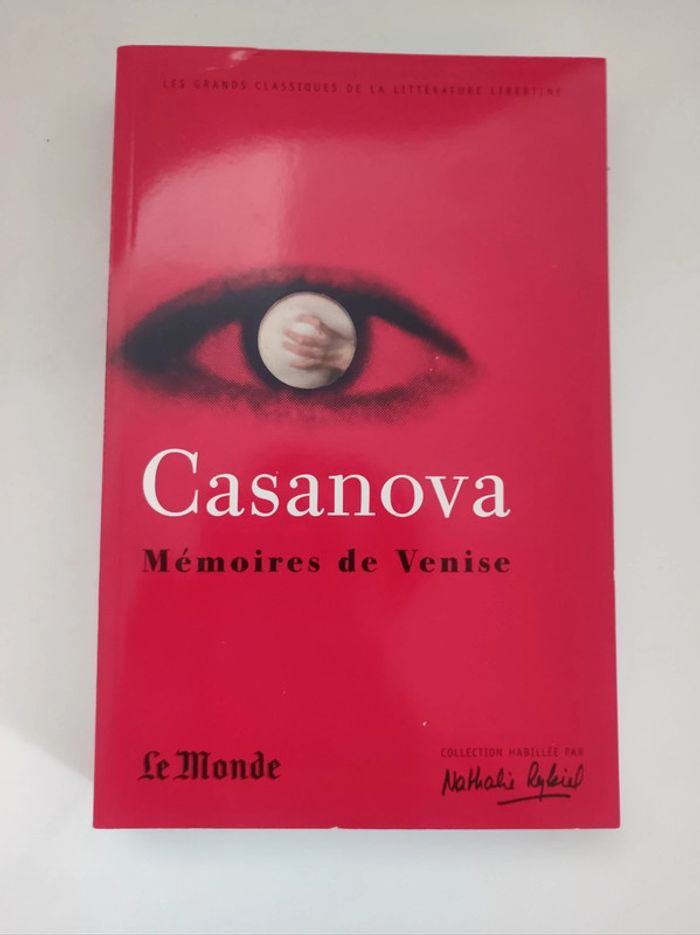 LES GRANDS CLASSIQUES DE LA LITTÉRATURE LIBERTINE
Casanova
Mémoires de Venise
Le Monde
COLLECTION HABILLÉE PAR
Nathalie Rykiel